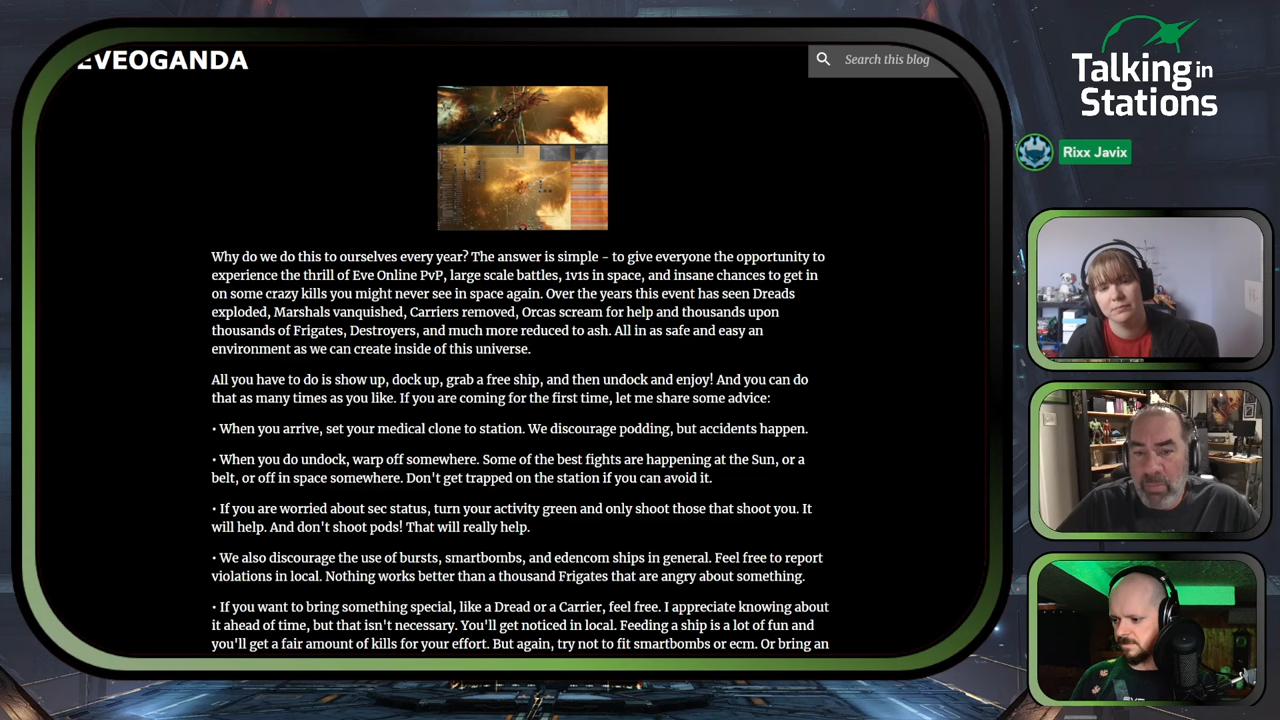 EVEOGANDA
Search this blog
Talking in
Stations
Rixx Javix
Why do we do this to ourselves every year? The answer is simple - to give everyone the opportunity to
experience the thrill of Eve Online PvP, large scale battles, 1v1s in space, and insane chances to get in
on some crazy kills you might never see in space again. Over the years this event has seen Dreads
exploded, Marshals vanquished, Carriers removed, Orcas scream for help and thousands upon
thousands of Frigates, Destroyers, and much more reduced to ash. All in as safe and easy an
environment as we can create inside of this universe.
All you have to do is show up, dock up, grab a free ship, and then undock and enjoy! And you can do
that as many times as you like. If you are coming for the first time, let me share some advice:
• When you arrive, set your medical clone to station. We discourage podding, but accidents happen.
• When you do undock, warp off somewhere. Some of the best fights are happening at the Sun, or a
belt, or off in space somewhere. Don't get trapped on the station if you can avoid it.
• If you are worried about sec status, turn your activity green and only shoot those that shoot you. It
will help. And don't shoot pods! That will really help.
• We also discourage the use of bursts, smartbombs, and edencom ships in general. Feel free to report
violations in local. Nothing works better than a thousand Frigates that are angry about something.
• If you want to bring something special, like a Dread or a Carrier, feel free. I appreciate knowing about
it ahead of time, but that isn't necessary. You'll get noticed in local. Feeding a ship is a lot of fun and
you'll get a fair amount of kills for your effort. But again, try not to fit smartbombs or ecm. Or bring an